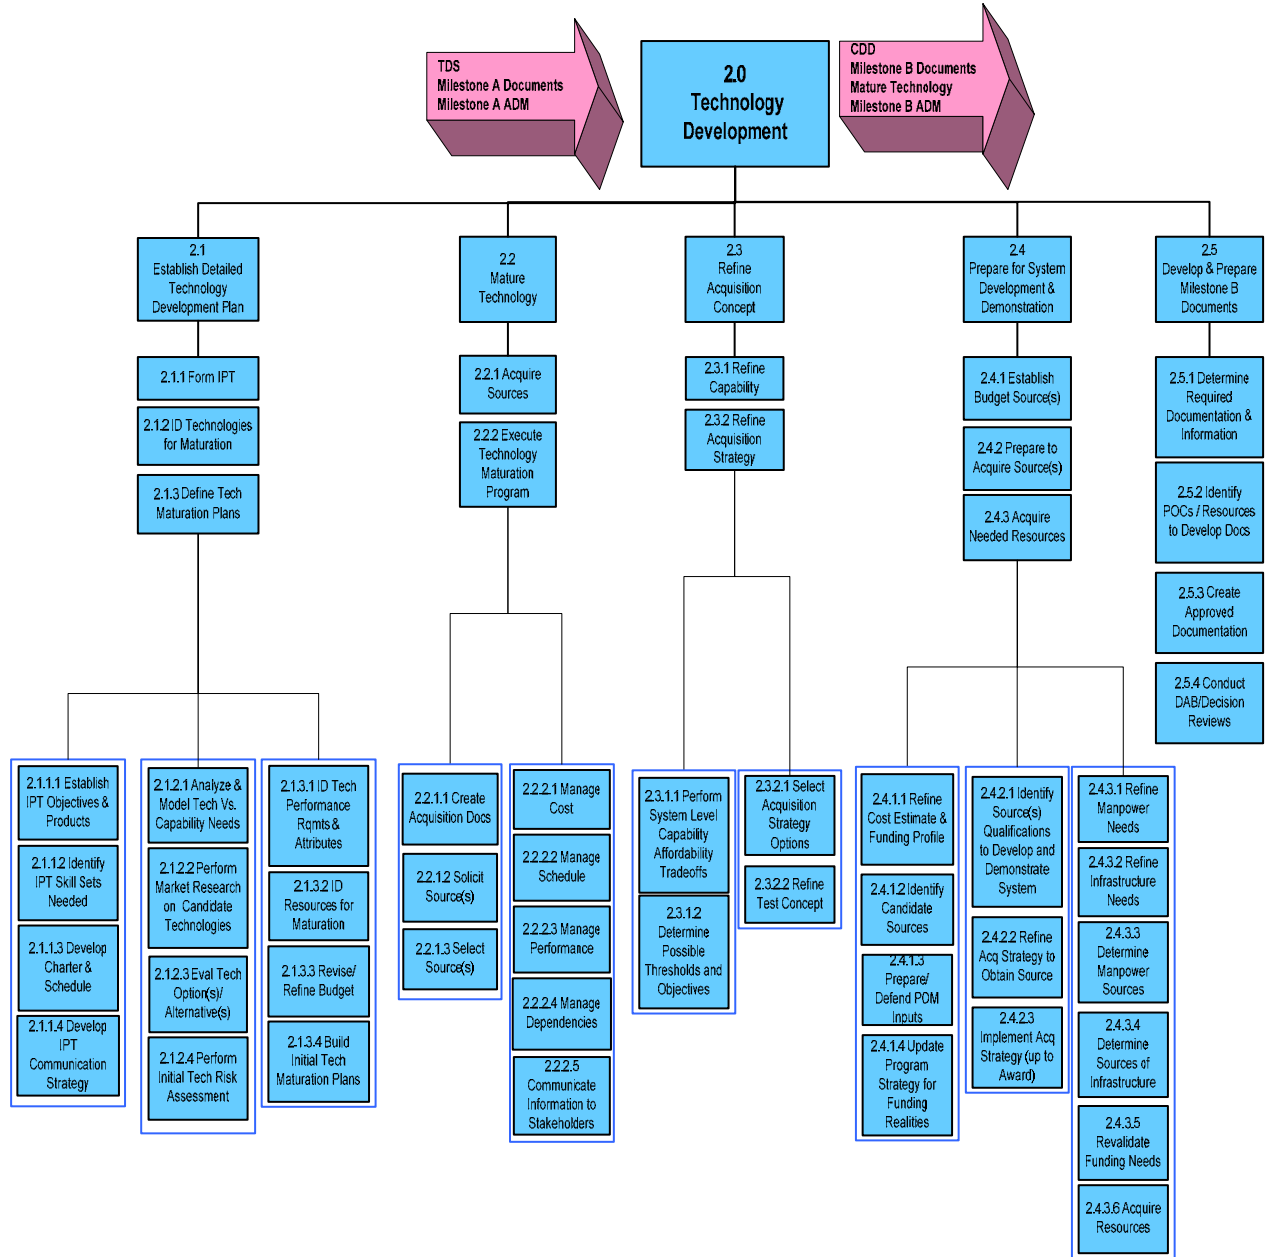 TDS
Milestone A Documents
Milestone A ADM
2.0
Technology
Development
CDD
Milestone B Documents
Mature Technology
Milestone B ADM
2.1
Establish Detailed
Technology
Development Plan
2.2
Mature
Technology
2.3
Refine
Acquisition
Concept
2.4
Prepare for System
Development &
Demonstration
2.5
Develop & Prepare
Milestone B
Documents
2.1.1 Form IPT
2.1.2 ID Technologies
for Maturation
2.1.3 Define Tech
Maturation Plans
2.2.1 Acquire
Sources
2.2.2 Execute
Technology
Maturation
Program
2.3.1 Refine
Capability
2.3.2 Refine
Acquisition
Strategy
2.4.1 Establish
Budget Source(s)
2.4.2 Prepare to
Acquire Source(s)
2.4.3 Acquire
Needed Resources
2.5.1 Determine
Required
Documentation &
Information
2.5.2 Identify
POCs / Resources
to Develop Docs
2.5.3 Create
Approved
Documentation
2.5.4 Conduct
DAB/Decision
Reviews
2.1.1.1 Establish
IPT Objectives &
Products
2.1.1.2 Identify
IPT Skill Sets
Needed
2.1.1.3 Develop
Charter &
Schedule
2.1.1.4 Develop
IPT
Communication
Strategy
2.1.2.1 Analyze &
Model Tech Vs.
Capability Needs
2.1.2.2 Perform
Market Research
on Candidate
Technologies
2.1.2.3 Eval Tech
Option(s)/
Alternative(s)
2.1.2.4 Perform
Initial Tech Risk
Assessment
2.1.3.1 ID Tech
Performance
Rqmts &
Attributes
2.1.3.2 ID
Resources for
Maturation
2.1.3.3 Revise/
Refine Budget
2.1.3.4 Build
Initial Tech
Maturation Plans
2.2.1.1 Create
Acquisition Docs
2.2.1.2 Solicit
Source(s)
2.2.1.3 Select
Source(s)
2.2.2.1 Manage
Cost
2.2.2.2 Manage
Schedule
2.2.2.3 Manage
Performance
2.2.2.4 Manage
Dependencies
2.2.2.5
Communicate
Information to
Stakeholders
2.3.1.1 Perform
System Level
Capability
Affordability
Tradeoffs
2.3.1.2
Determine
Possible
Thresholds and
Objectives
2.3.2.1 Select
Acquisition
Strategy
Options
2.3.2.2 Refine
Test Concept
2.4.1.1 Refine
Cost Estimate &
Funding Profile
2.4.1.2 Identify
Candidate
Sources
2.4.1.3
Prepare/
Defend POM
Inputs
2.4.1.4 Update
Program
Strategy for
Funding
Realities
2.4.2.1 Identify
Source(s)
Qualifications
to Develop and
Demonstrate
System
2.4.2.2 Refine
Acq Strategy to
Obtain Source
2.4.2.3
Implement Acq
Strategy (up to
Award)
2.4.3.1 Refine
Manpower
Needs
2.4.3.2 Refine
Infrastructure
Needs
2.4.3.3
Determine
Manpower
Sources
2.4.3.4
Determine
Sources of
Infrastructure
2.4.3.5
Revalidate
Funding Needs
2.4.3.6 Acquire
Resources